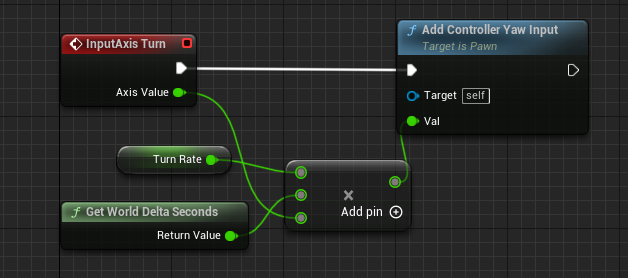 InputAxis Turn
Axis Value
Add Controller Yaw Input
Target is Pawn
Target self
Val
Turn Rate
Add pin
Get World Delta Seconds
Return Value